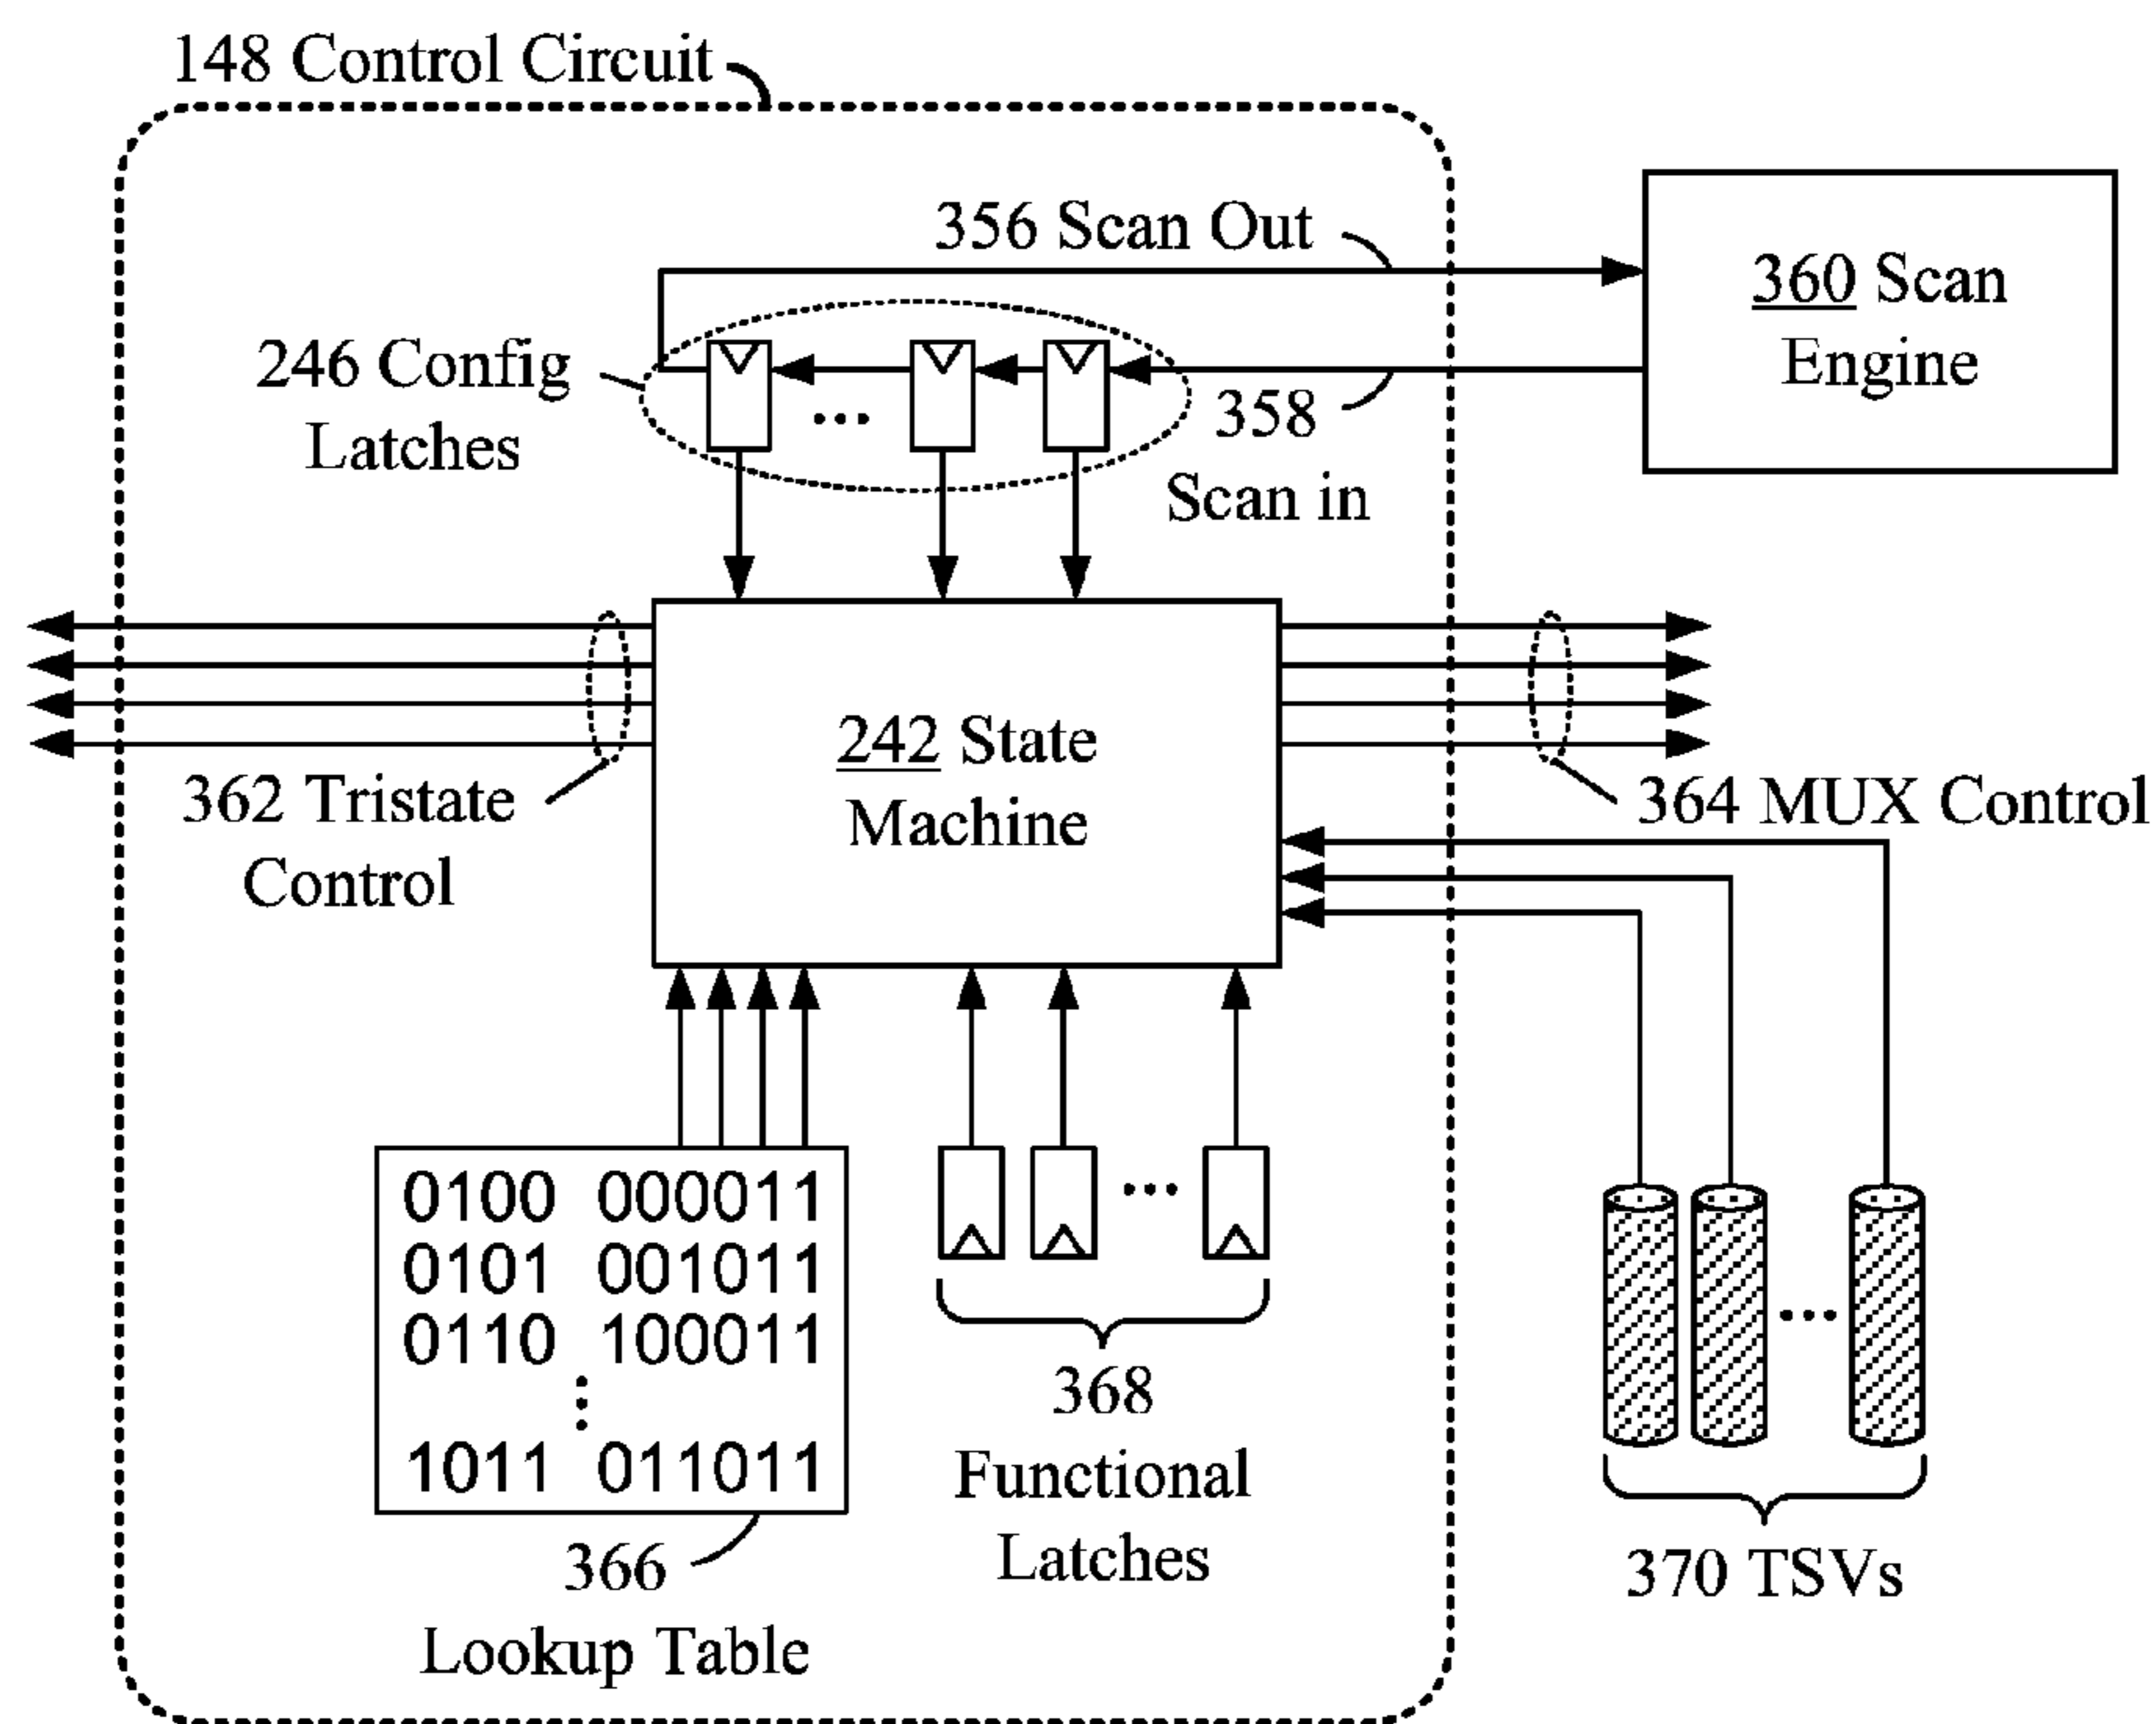 148 Control Circuit
356 Scan Out
360 Scan
Engine
246 Config
Latches
358
Scan in
242 State
Machine
362 Tristate
Control
364 MUX Control
0100 000011
0101 001011
0110 100011
1011 011011
366
Lookup Table
368
Functional
Latches
370 TSVs